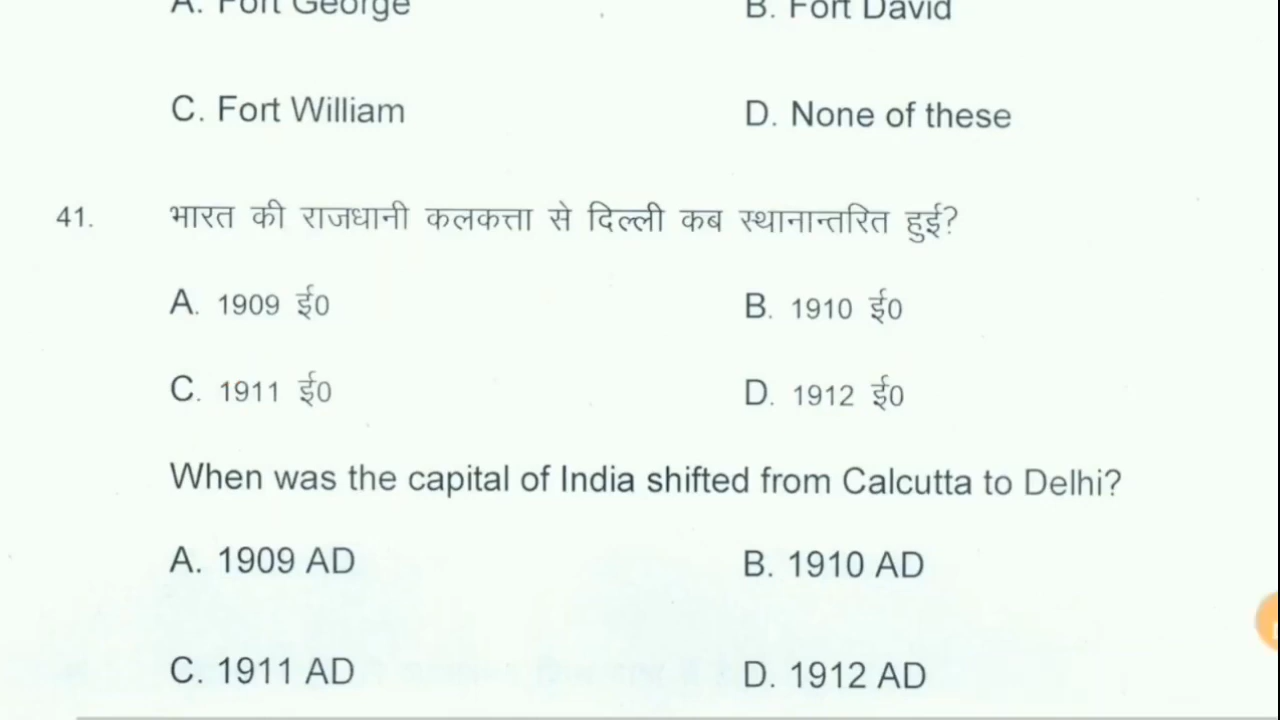 A. Fort George B. Fort David
C. Fort William D. None of these
41. भारत की राजधानी कलकत्ता से दिल्ली कब स्थानान्तरित हुई?
A. 1909 ई0 B. 1910 ई0
C. 1911 ई0 D. 1912 ई0
When was the capital of India shifted from Calcutta to Delhi?
A. 1909 AD B. 1910 AD
C. 1911 AD D. 1912 AD